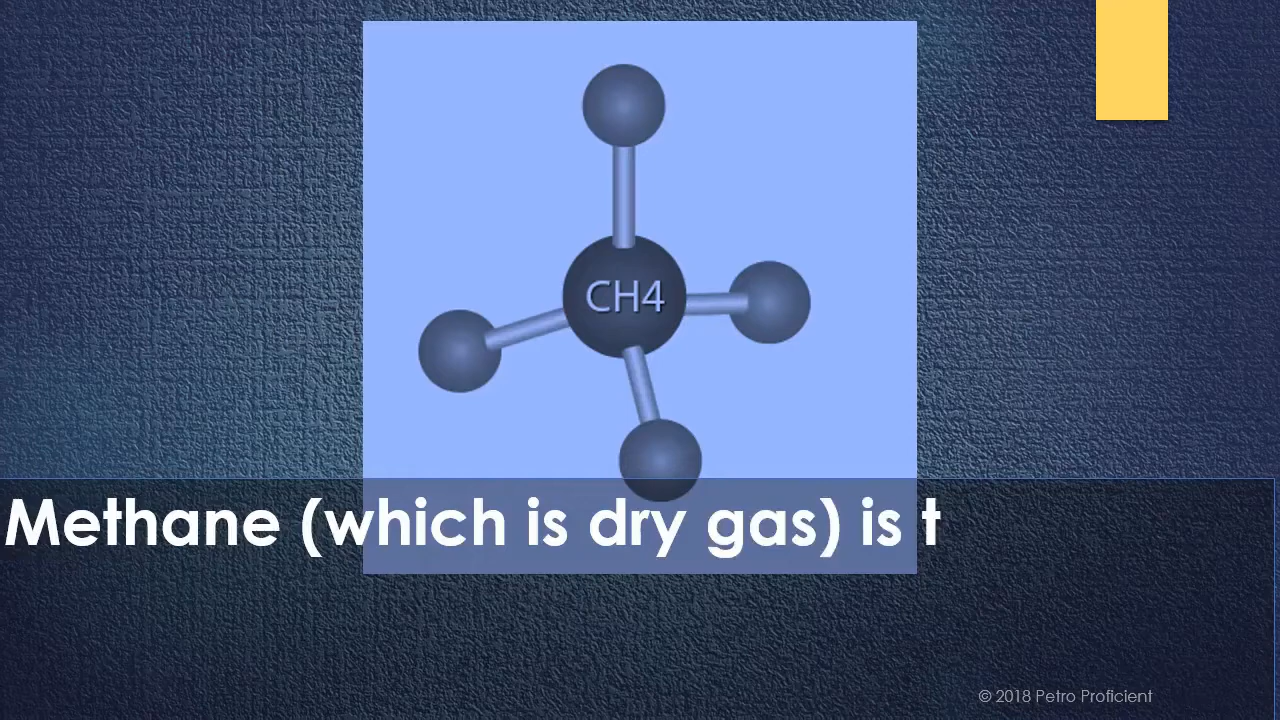 CH4
Methane (which is dry gas) is t
© 2018 Petro Proficient